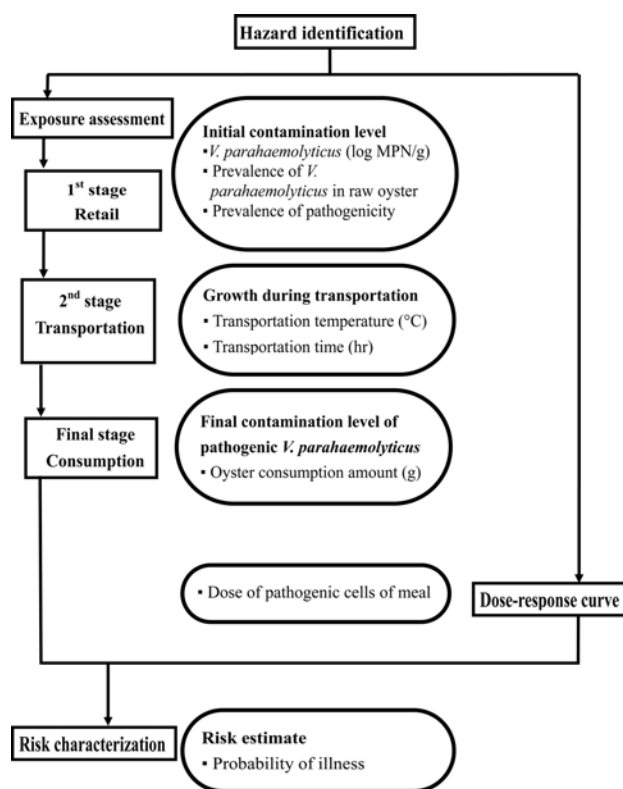 Hazard identification
Exposure assessment
Initial contamination level
▪V. parahaemolyticus (log MPN/g)
▪ Prevalence of V.
parahaemolyticus in raw oyster
▪ Prevalence of pathogenicity
1st stage
Retail
2nd stage
Transportation
Growth during transportation
▪ Transportation temperature (°C)
▪ Transportation time (hr)
Final stage
Consumption
Final contamination level of
pathogenic V. parahaemolyticus
▪ Oyster consumption amount (g)
▪ Dose of pathogenic cells of meal
Dose-response curve
Risk characterization
Risk estimate
▪ Probability of illness